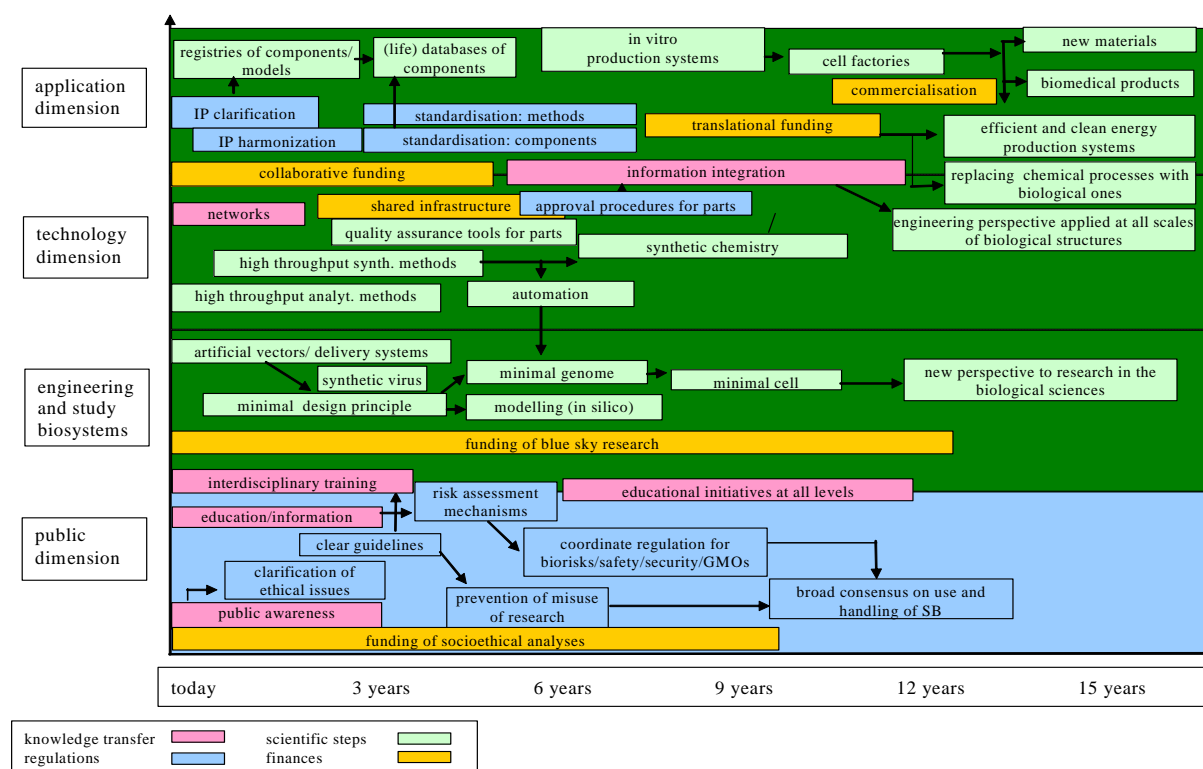 application
dimension
registries of components/
models
(life) databases of
components
in vitro
production systems
cell factories
new materials
biomedical products
commercialisation
IP clarification
standardisation: methods
IP harmonization
standardisation: components
translational funding
efficient and clean energy
production systems
collaborative funding
information integration
replacing chemical processes with
biological ones
technology
dimension
networks
shared infrastructure
approval procedures for parts
engineering perspective applied at all scales
of biological structures
quality assurance tools for parts
synthetic chemistry
high throughput synth. methods
high throughput analyt. methods
automation
engineering
and study
biosystems
artificial vectors/ delivery systems
synthetic virus
minimal genome
minimal cell
new perspective to research in the
biological sciences
minimal design principle
modelling (in silico)
funding of blue sky research
public
dimension
interdisciplinary training
risk assessment
mechanisms
educational initiatives at all levels
education/information
clear guidelines
coordinate regulation for
biorisks/safety/security/GMOs
clarification of
ethical issues
prevention of misuse
of research
broad consensus on use and
handling of SB
public awareness
funding of socioethical analyses
today 3 years 6 years 9 years 12 years 15 years
knowledge transfer scientific steps
regulations finances